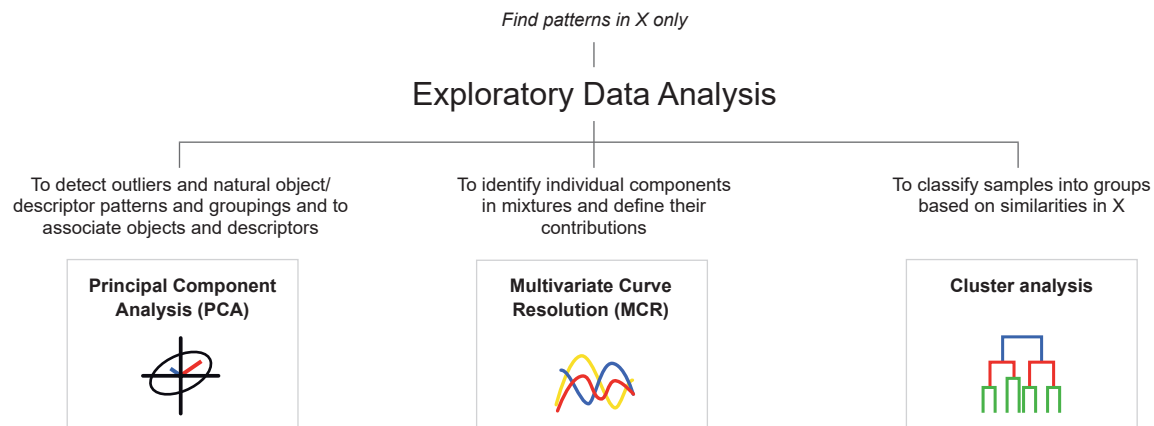 Find patterns in X only
Exploratory Data Analysis
To detect outliers and natural object/
descriptor patterns and groupings and to
associate objects and descriptors
Principal Component
Analysis (PCA)
To identify individual components
in mixtures and define their
contributions
Multivariate Curve
Resolution (MCR)
To classify samples into groups
based on similarities in X
Cluster analysis